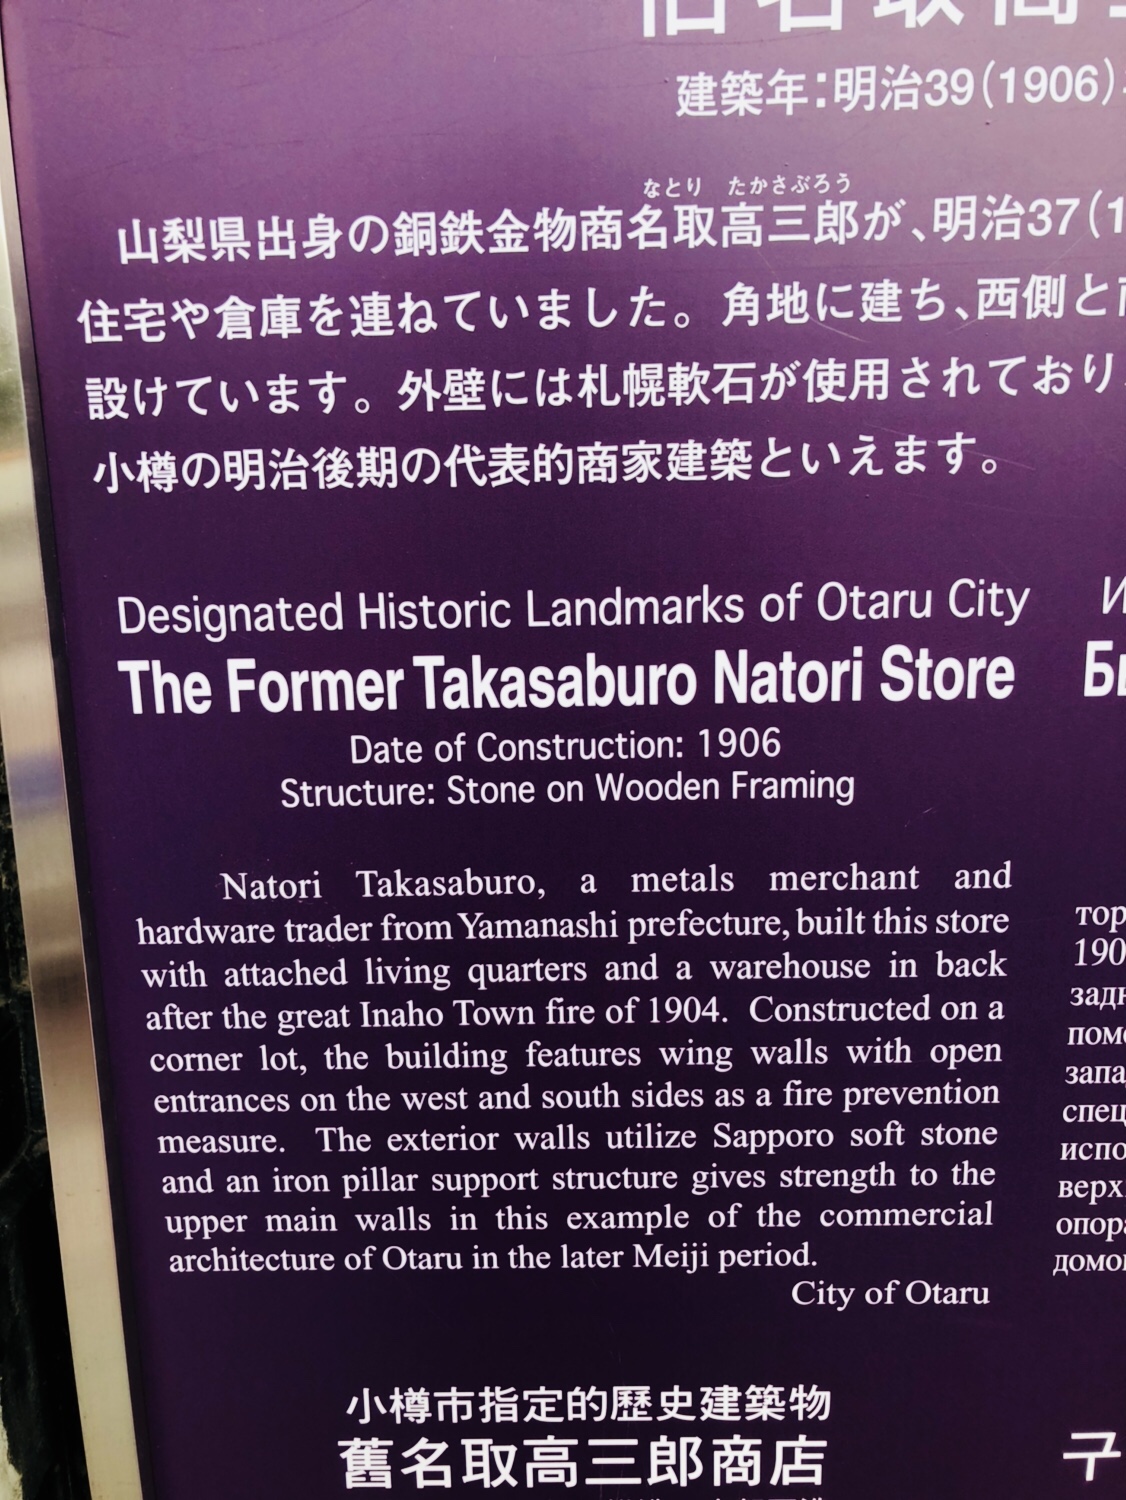 建築年：明治39（1906）
なとり たかさぶろう
山梨県出身の銅鉄金物商名取高三郎が、明治37（1
住宅や倉庫を連ねていました。角地に建ち、西側と
設けています。外壁には札幌軟石が使用されており
小樽の明治後期の代表的商家建築といえます。
Designated Historic Landmarks of Otaru City
The Former Takasaburo Natori Store
Date of Construction: 1906
Structure: Stone on Wooden Framing
Natori Takasaburo, a metals merchant and
hardware trader from Yamanashi prefecture, built this store
with attached living quarters and a warehouse in back
after the great Inaho Town fire of 1904. Constructed on a
corner lot, the building features wing walls with open
entrances on the west and south sides as a fire prevention
measure. The exterior walls utilize Sapporo soft stone
and an iron pillar support structure gives strength to the
upper main walls in this example of the commercial
architecture of Otaru in the later Meiji period.
City of Otaru
тор
190
задн
поме
запа
спец
испо
верх
опора
домо
小樽市指定的歷史建築物
舊名取高三郎商店
구